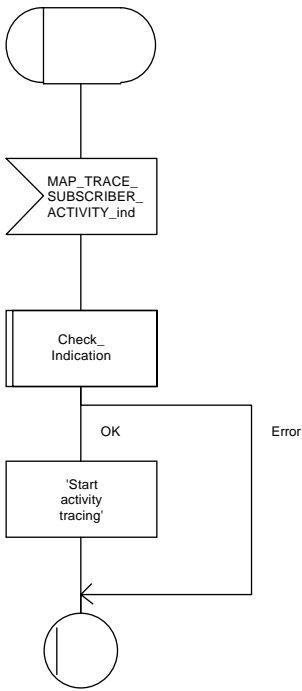 MAP_TRACE_
SUBSCRIBER_
ACTIVITY_ind
Check_
Indication
OK
Error
'Start
activity
tracing'